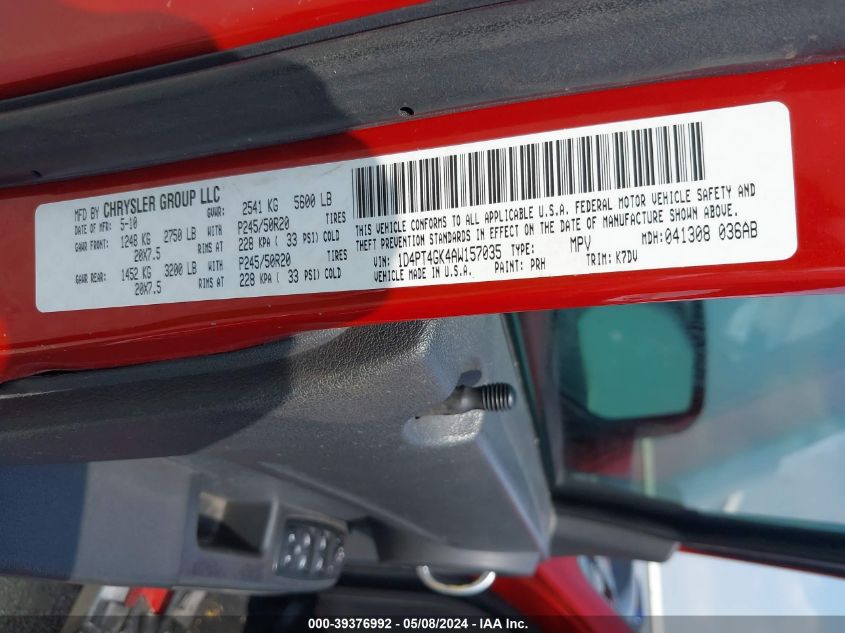 MFD BY CHRYSLER GROUP LLC
DATE OF MFR: 5-10 GVWR: 2541 KG 5600 LB
GAWR FRONT: 1248 KG 2750 LB WITH P245/50R20 TIRES
20X7.5 RIMS AT 228 KPA ( 33 PSI) COLD
GAWR REAR: 1452 KG 3200 LB WITH P245/50R20 TIRES
20X7.5 RIMS AT 228 KPA ( 33 PSI) COLD
THIS VEHICLE CONFORMS TO ALL APPLICABLE U.S.A. FEDERAL MOTOR VEHICLE SAFETY AND
THEFT PREVENTION STANDARDS IN EFFECT ON THE DATE OF MANUFACTURE SHOWN ABOVE.
VIN: 1D4PT4GK4AW157035 TYPE: MPV MDH: 041308 036AB
VEHICLE MADE IN U.S.A. PAINT: PRH TRIM: K7DV
000-39376992 - 05/08/2024 - IAA Inc.